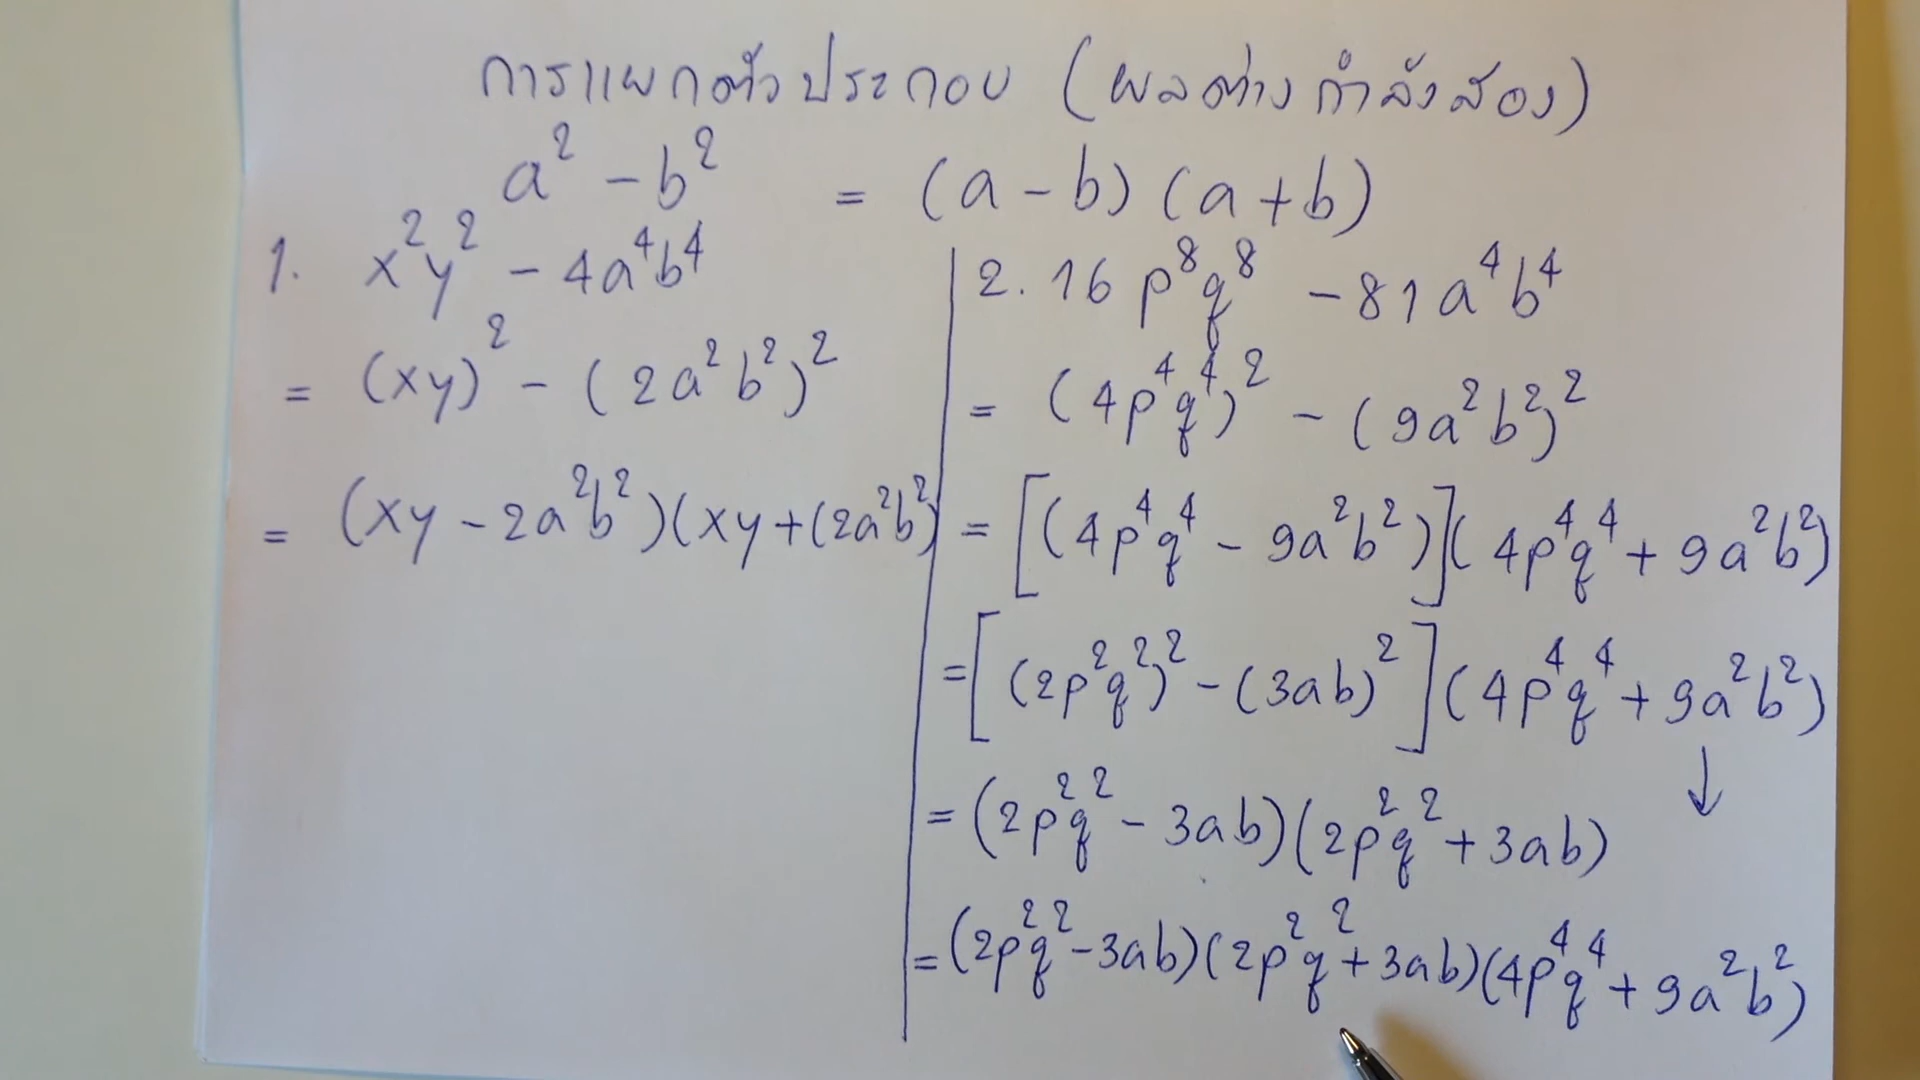 การแยกตัวประกอบ (ผลต่างกำลังสอง)
a² - b² = (a - b) (a + b)
1. x²y² - 4a⁴b⁴
= (xy)² - (2a²b²)²
= (xy - 2a²b²)(xy + (2a²b²)
2. 16 p⁸q⁸ - 81a⁴b⁴
= (4p⁴q⁴)² - (9a²b²)²
= [(4p⁴q⁴ - 9a²b²)](4p⁴q⁴ + 9a²b²)
= [(2p²q²)² - (3ab)²](4p⁴q⁴ + 9a²b²)
↓
= (2p²q² - 3ab)(2p²q² + 3ab)
= (2p²q² - 3ab)(2p²q² + 3ab)(4p⁴q⁴ + 9a²b²)